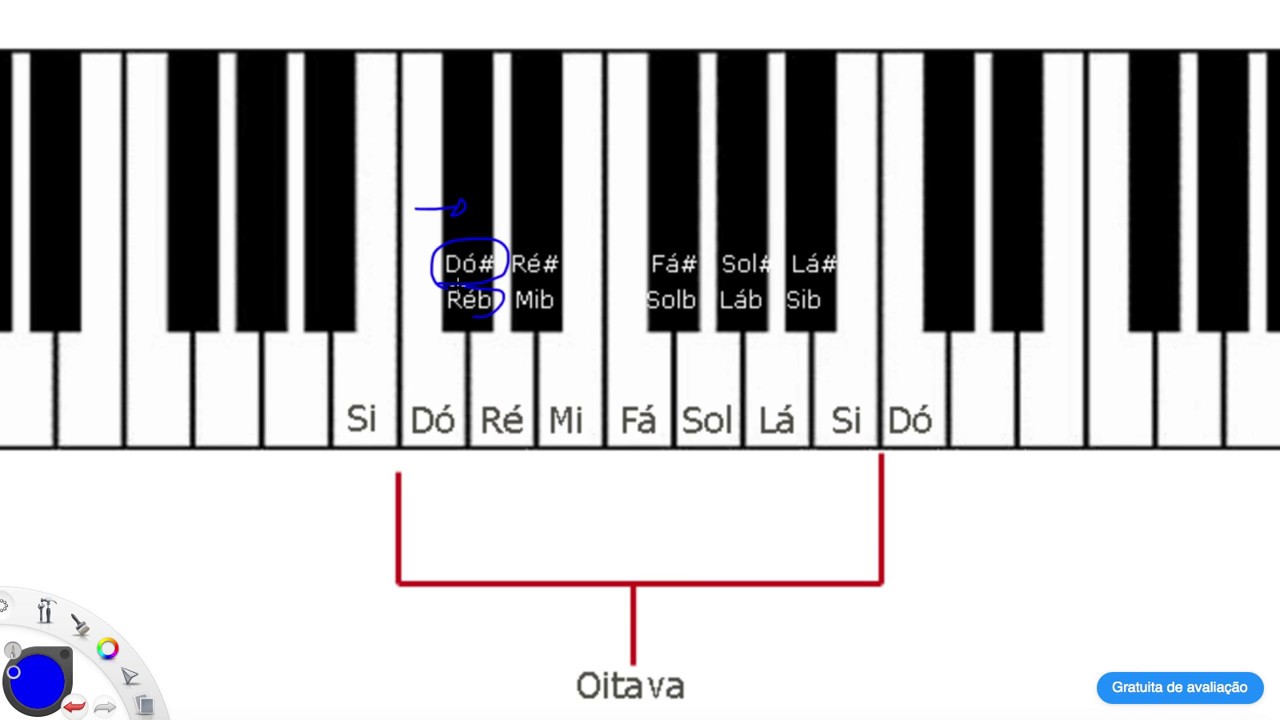 Dó# Ré# Fá# Sol# Lá#
Réb Mib Solb Láb Sib
Si Dó Ré Mi Fá Sol Lá Si Dó
Oitava
Gratuita de avaliação